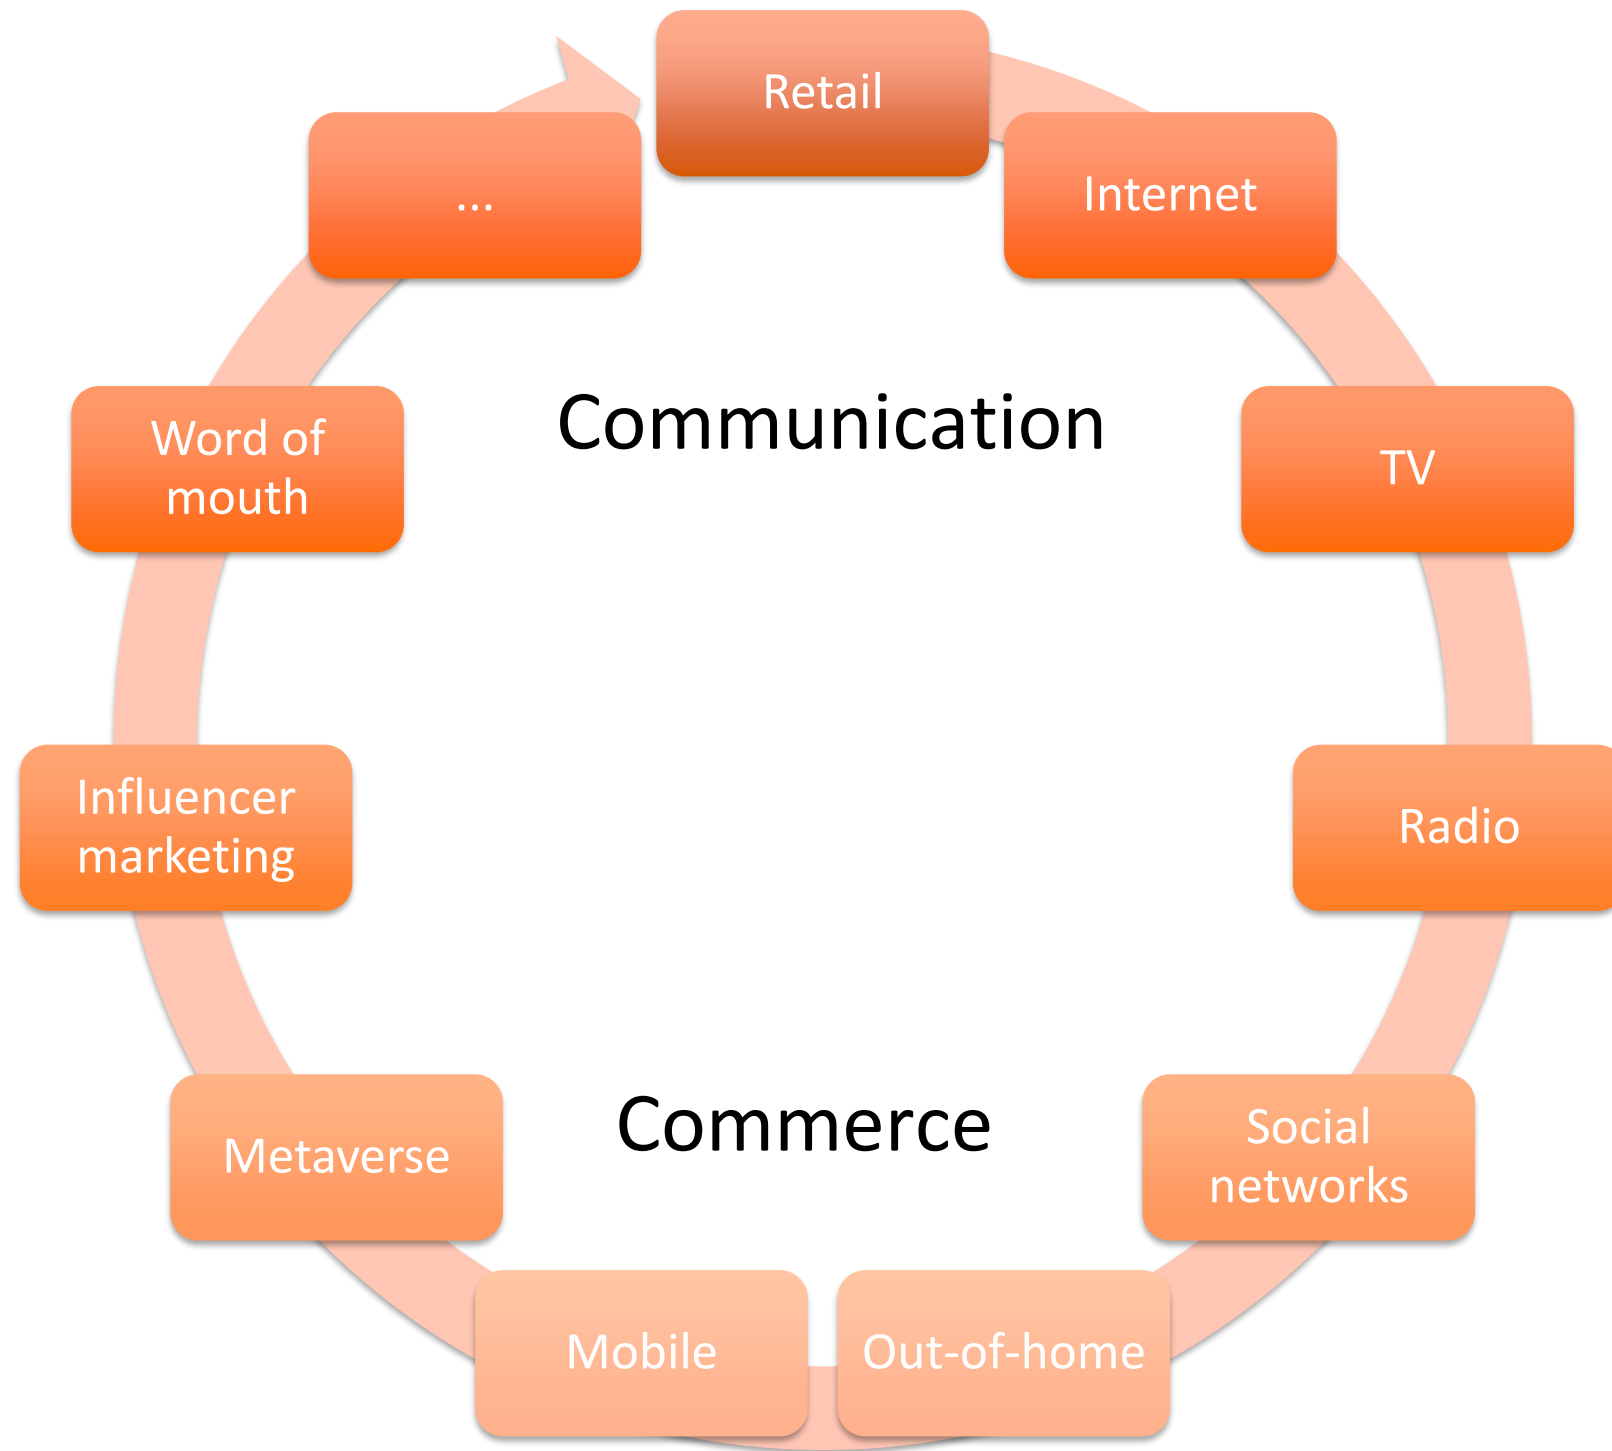 Retail
Internet
TV
Radio
Social
networks
Out-of-home
Mobile
Metaverse
Influencer
marketing
Word of
mouth
...
Communication
Commerce